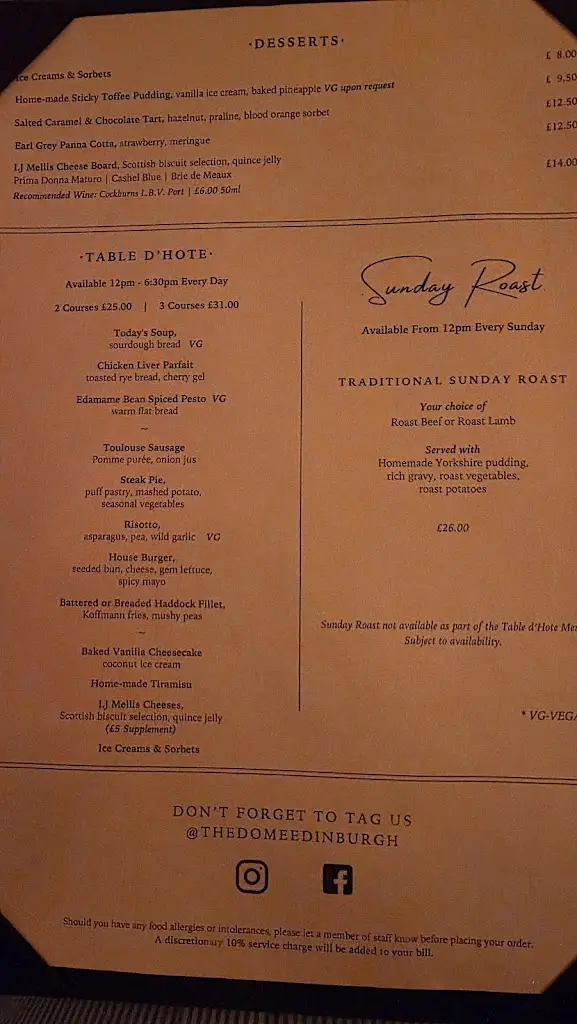 ·DESSERTS·
Ice Creams & Sorbets £ 8.00
Home-made Sticky Toffee Pudding, vanilla ice cream, baked pineapple VG upon request £ 9.50
Salted Caramel & Chocolate Tart, hazelnut, praline, blood orange sorbet £12.50
Earl Grey Panna Cotta, strawberry, meringue £12.50
I.J Mellis Cheese Board, Scottish biscuit selection, quince jelly £14.00
Prima Donna Maturo | Cashel Blue | Brie de Meaux
Recommended Wine: Cockburns L.B.V. Port | £6.00 50ml
·TABLE D'HOTE·
Available 12pm - 6:30pm Every Day
2 Courses £25.00 | 3 Courses £31.00
Today's Soup,
sourdough bread VG
Chicken Liver Parfait
toasted rye bread, cherry gel
Edamame Bean Spiced Pesto VG
warm flat bread
~
Toulouse Sausage
Pomme purée, onion jus
Steak Pie,
puff pastry, mashed potato,
seasonal vegetables
Risotto,
asparagus, pea, wild garlic VG
House Burger,
seeded bun, cheese, gem lettuce,
spicy mayo
Battered or Breaded Haddock Fillet,
Koffmann fries, mushy peas
~
Baked Vanilla Cheesecake
coconut ice cream
Home-made Tiramisu
I.J Mellis Cheeses,
Scottish biscuit selection, quince jelly
(£5 Supplement)
Ice Creams & Sorbets
Sunday Roast
Available From 12pm Every Sunday
TRADITIONAL SUNDAY ROAST
Your choice of
Roast Beef or Roast Lamb
Served with
Homemade Yorkshire pudding,
rich gravy, roast vegetables,
roast potatoes
£26.00
Sunday Roast not available as part of the Table d'Hote Me
Subject to availability.
* VG-VEGA
DON'T FORGET TO TAG US
@THEDOMEEDINBURGH
Should you have any food allergies or intolerances, please let a member of staff know before placing your order.
A discretionary 10% service charge will be added to your bill.